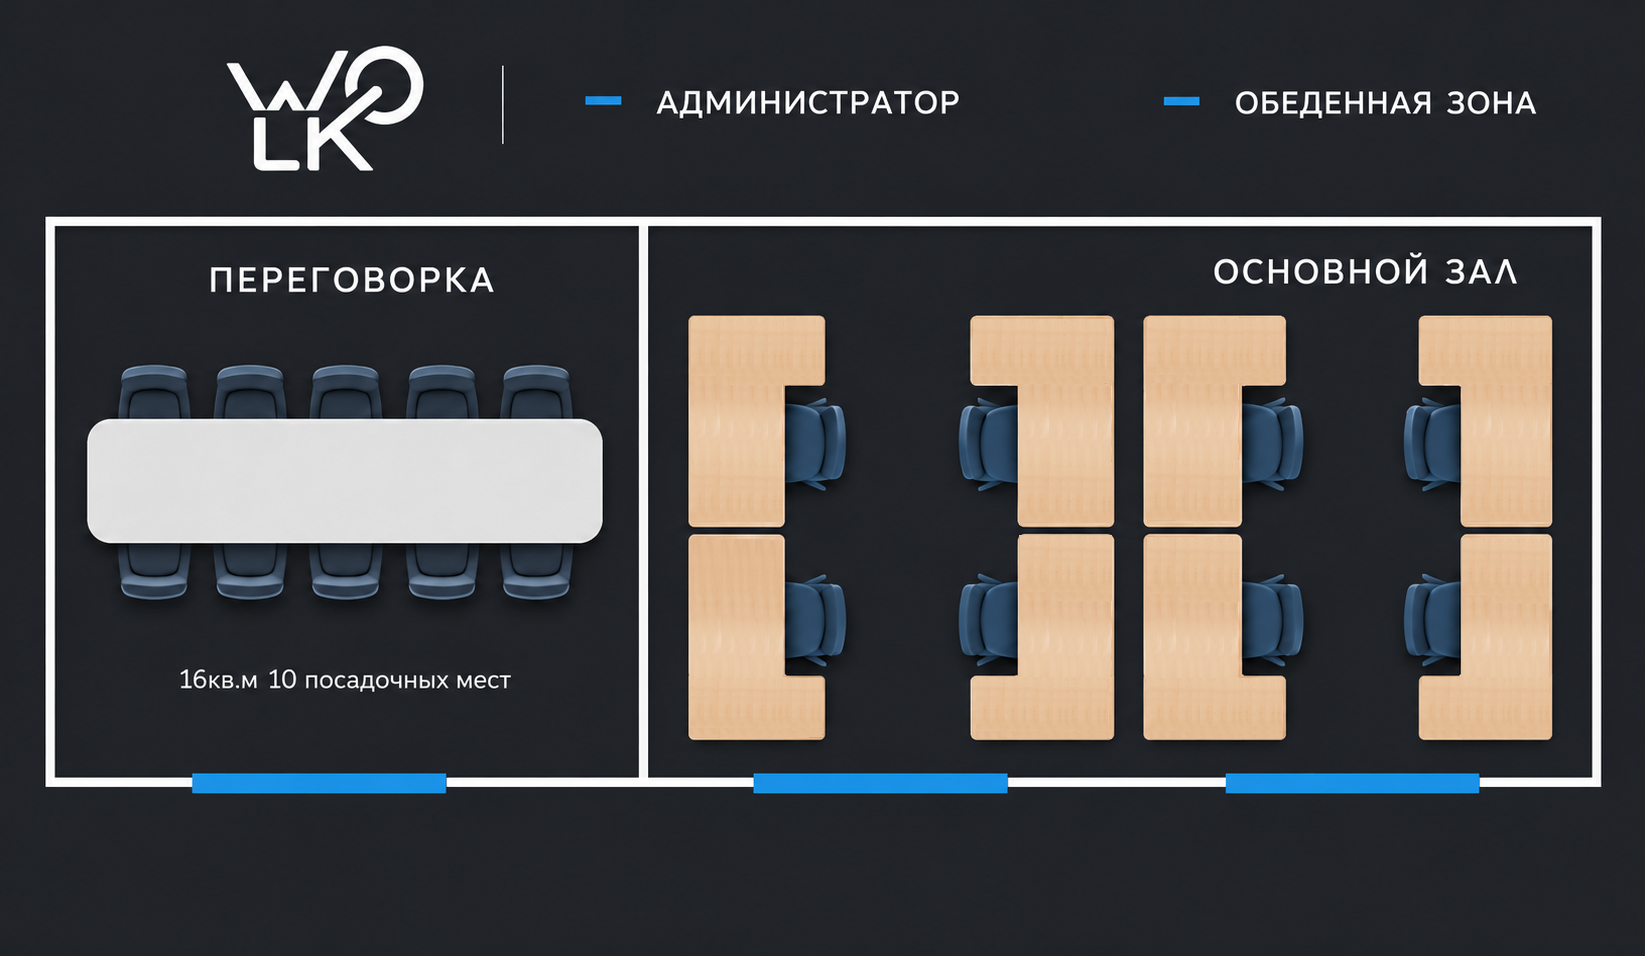 WO
LK
АДМИНИСТРАТОР
ОБЕДЕННАЯ ЗОНА
ПЕРЕГОВОРКА
ОСНОВНОЙ ЗАЛ
16кв.м 10 посадочных мест